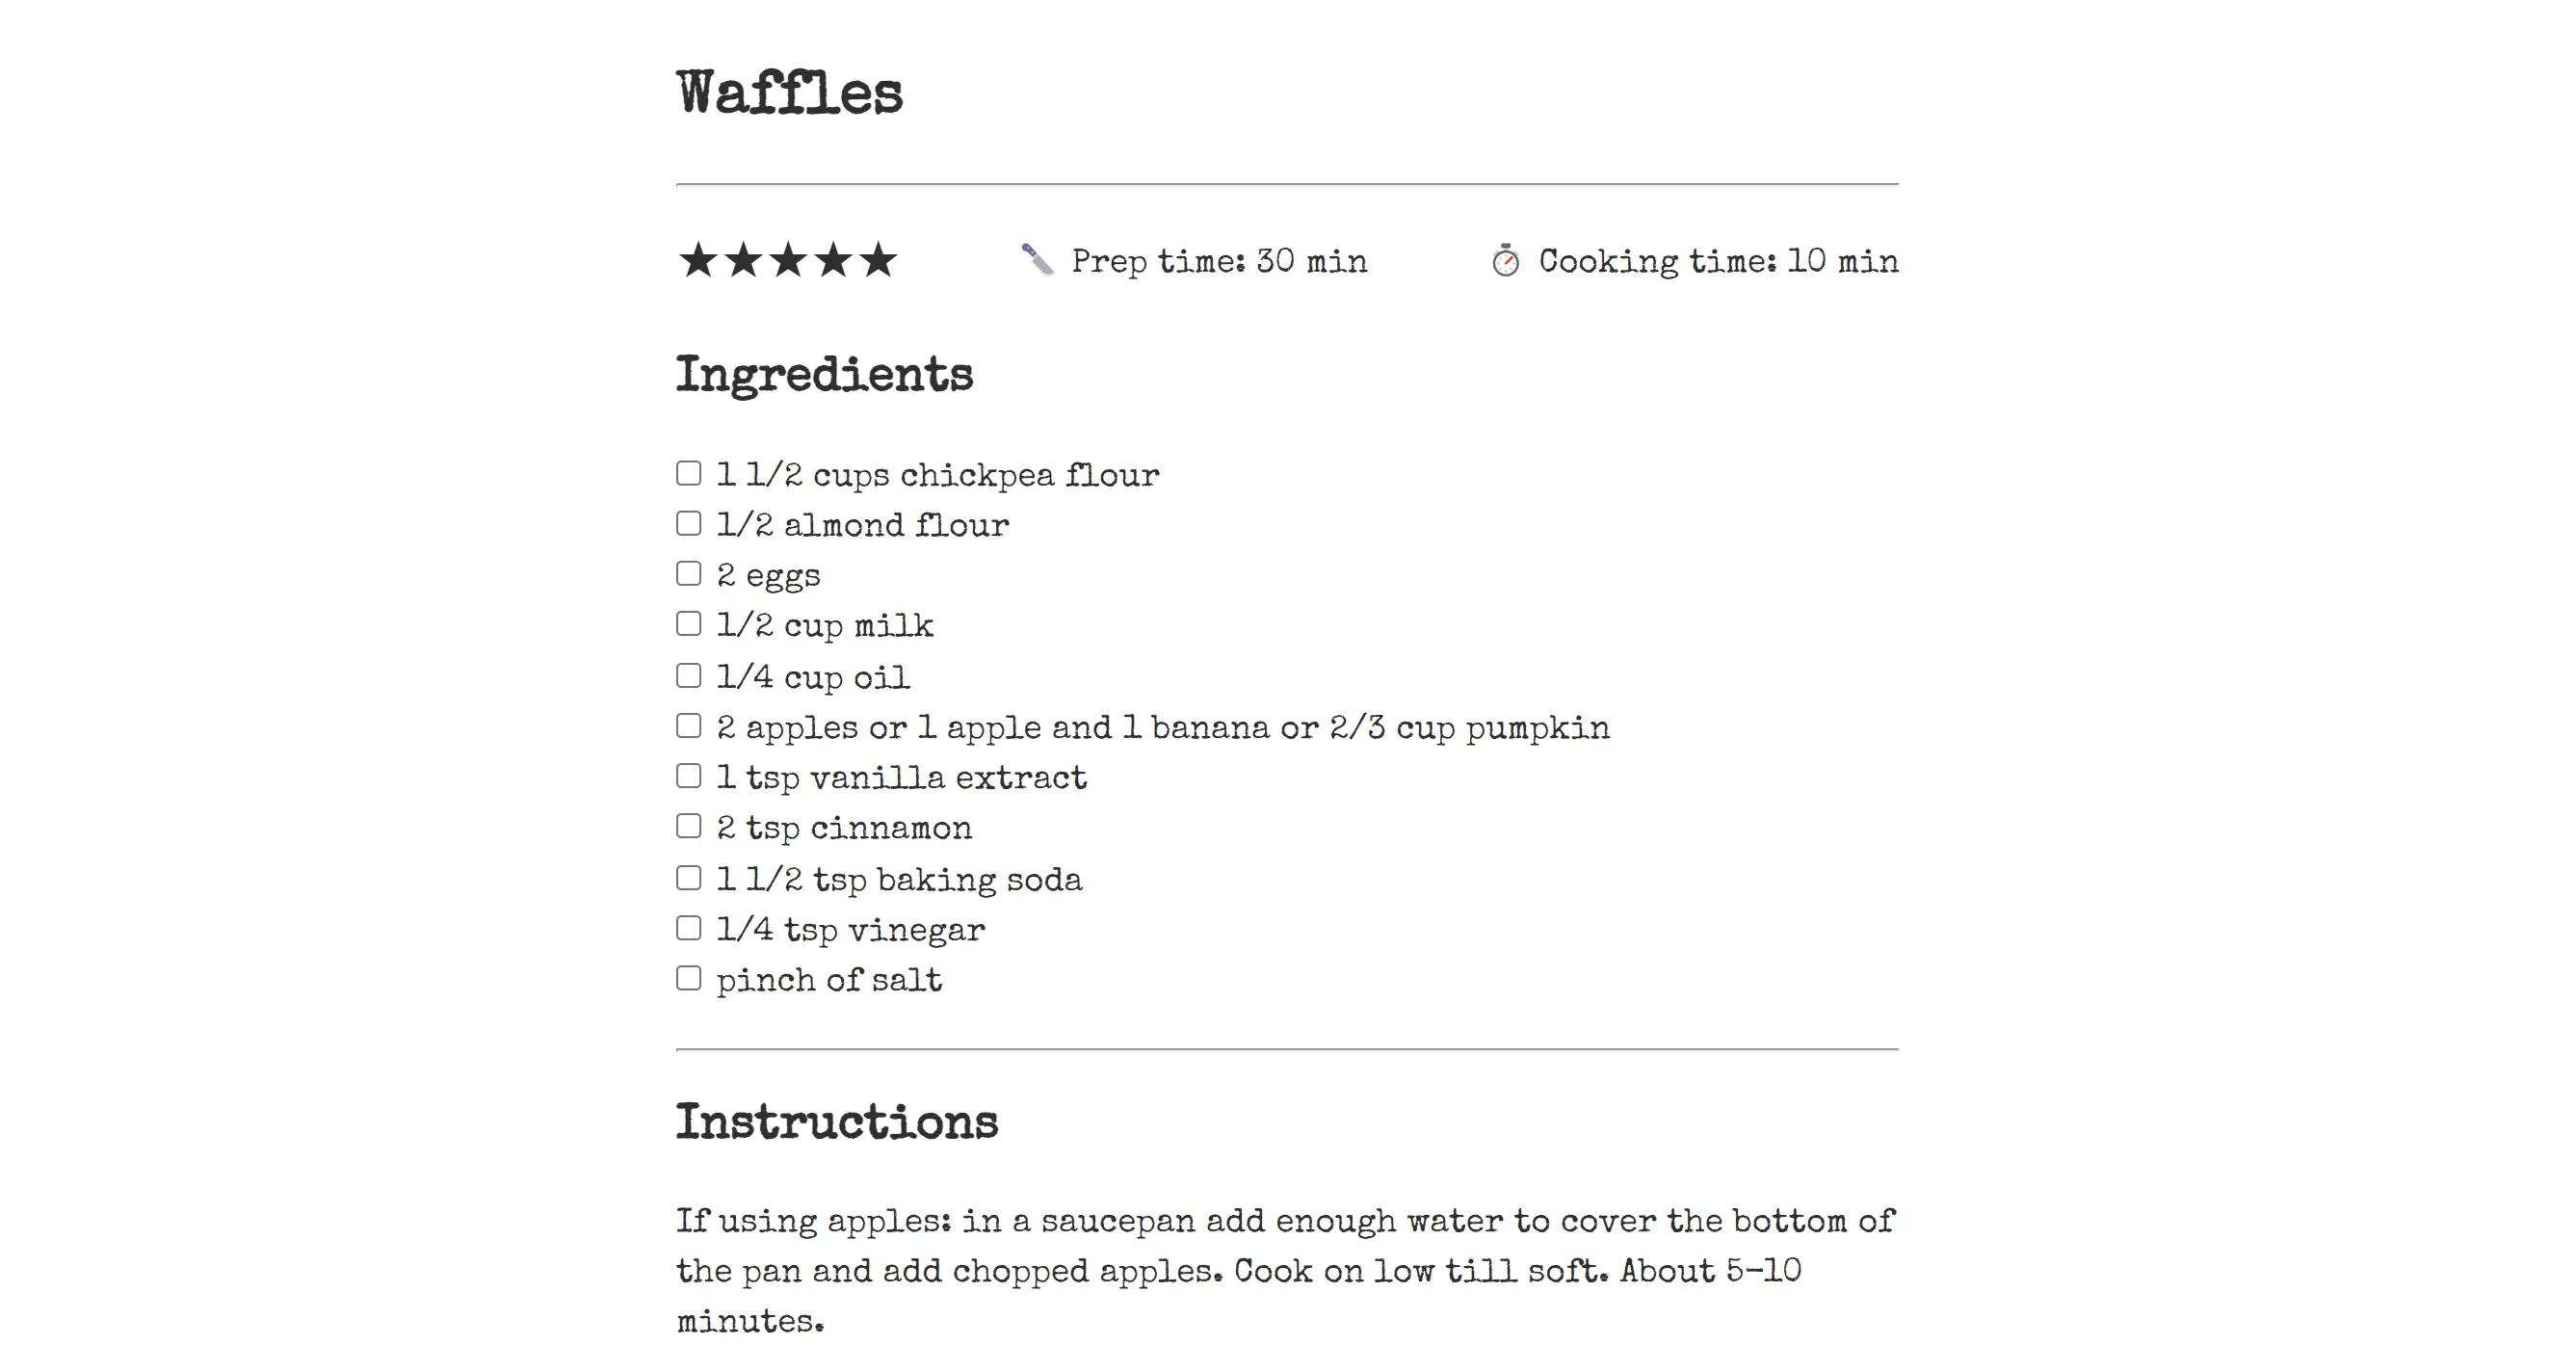 Waffles
★★★★★ 🔪 Prep time: 30 min ⏱ Cooking time: 10 min
Ingredients
1 1/2 cups chickpea flour
1/2 almond flour
2 eggs
1/2 cup milk
1/4 cup oil
2 apples or 1 apple and 1 banana or 2/3 cup pumpkin
1 tsp vanilla extract
2 tsp cinnamon
1 1/2 tsp baking soda
1/4 tsp vinegar
pinch of salt
Instructions
If using apples: in a saucepan add enough water to cover the bottom of
the pan and add chopped apples. Cook on low till soft. About 5-10
minutes.